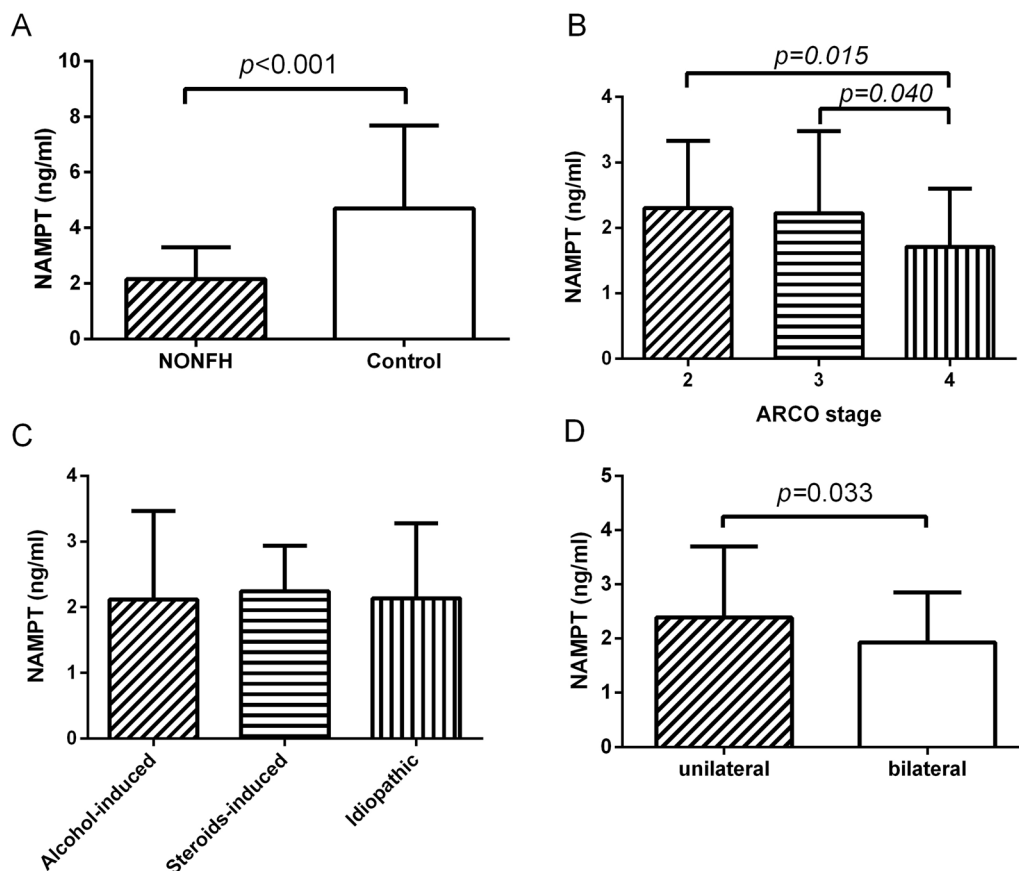 A
NAMPT (ng/ml)
10
8
6
4
2
0
p<0.001
NONFH
Control
B
NAMPT (ng/ml)
4
3
2
1
0
p=0.015
p=0.040
2
3
4
ARCO stage
C
NAMPT (ng/ml)
4
3
2
1
0
Alcohol-induced
Steroids-induced
Idiopathic
D
NAMPT (ng/ml)
5
4
3
2
1
0
p=0.033
unilateral
bilateral